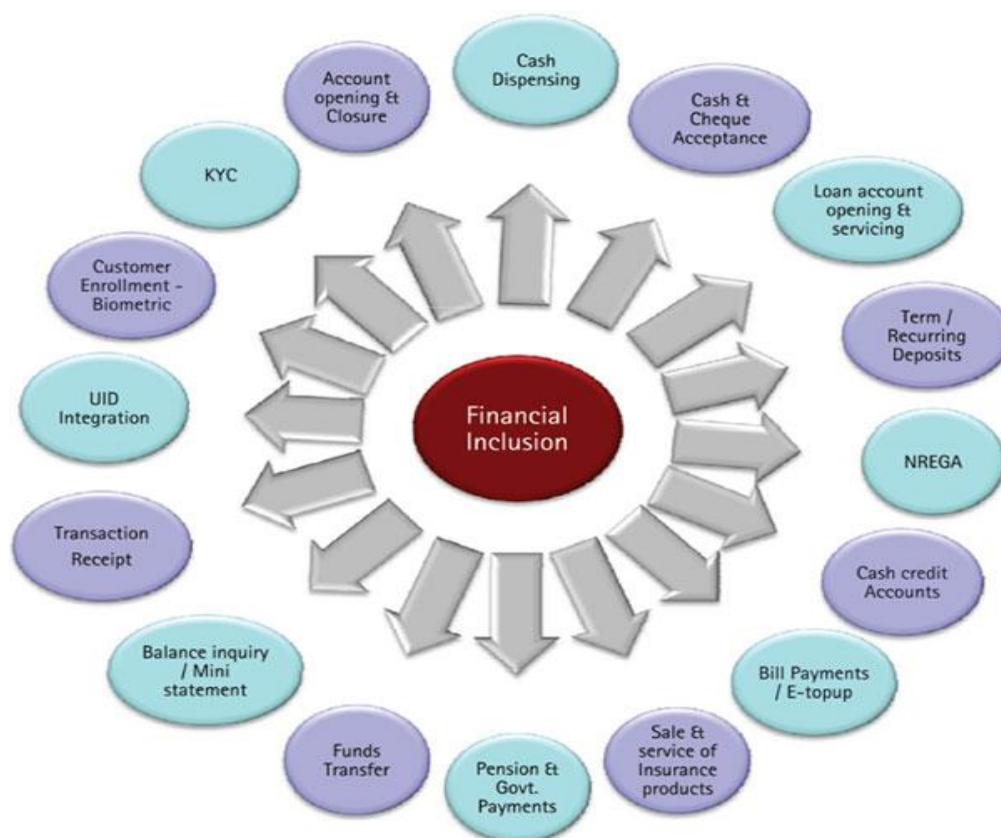 Cash
Dispensing
Cash &
Cheque
Acceptance
Loan account
opening &
servicing
Term /
Recurring
Deposits
NREGA
Cash credit
Accounts
Bill Payments
/ E-topup
Sale &
service of
Insurance
products
Pension &
Govt.
Payments
Funds
Transfer
Balance inquiry
/ Mini
statement
Transaction
Receipt
UID
Integration
Customer
Enrollment -
Biometric
KYC
Account
opening &
Closure
Financial
Inclusion